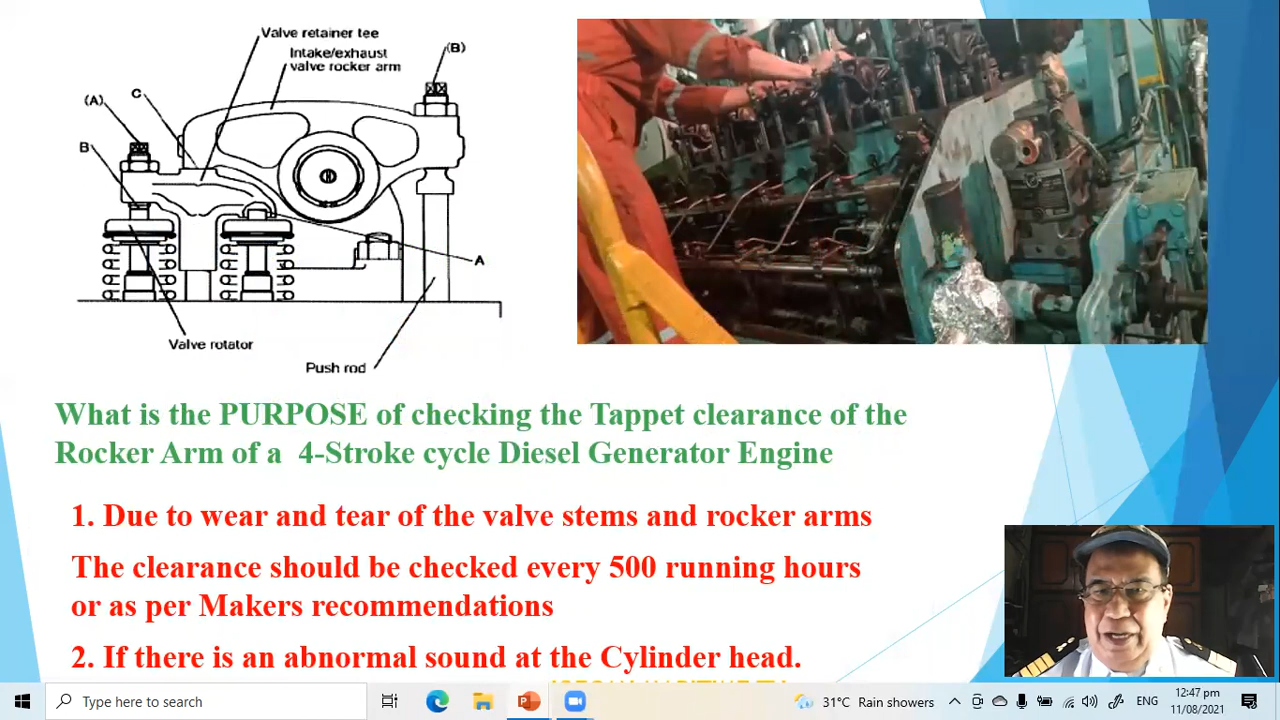 Valve retainer tee
Intake/exhaust
valve rocker arm
(B)
(A)
C
B
A
Valve rotator
Push rod
What is the PURPOSE of checking the Tappet clearance of the
Rocker Arm of a 4-Stroke cycle Diesel Generator Engine
1. Due to wear and tear of the valve stems and rocker arms
The clearance should be checked every 500 running hours
or as per Makers recommendations
2. If there is an abnormal sound at the Cylinder head.
Type here to search
31°C Rain showers
ENG
12:47 pm
11/08/2021